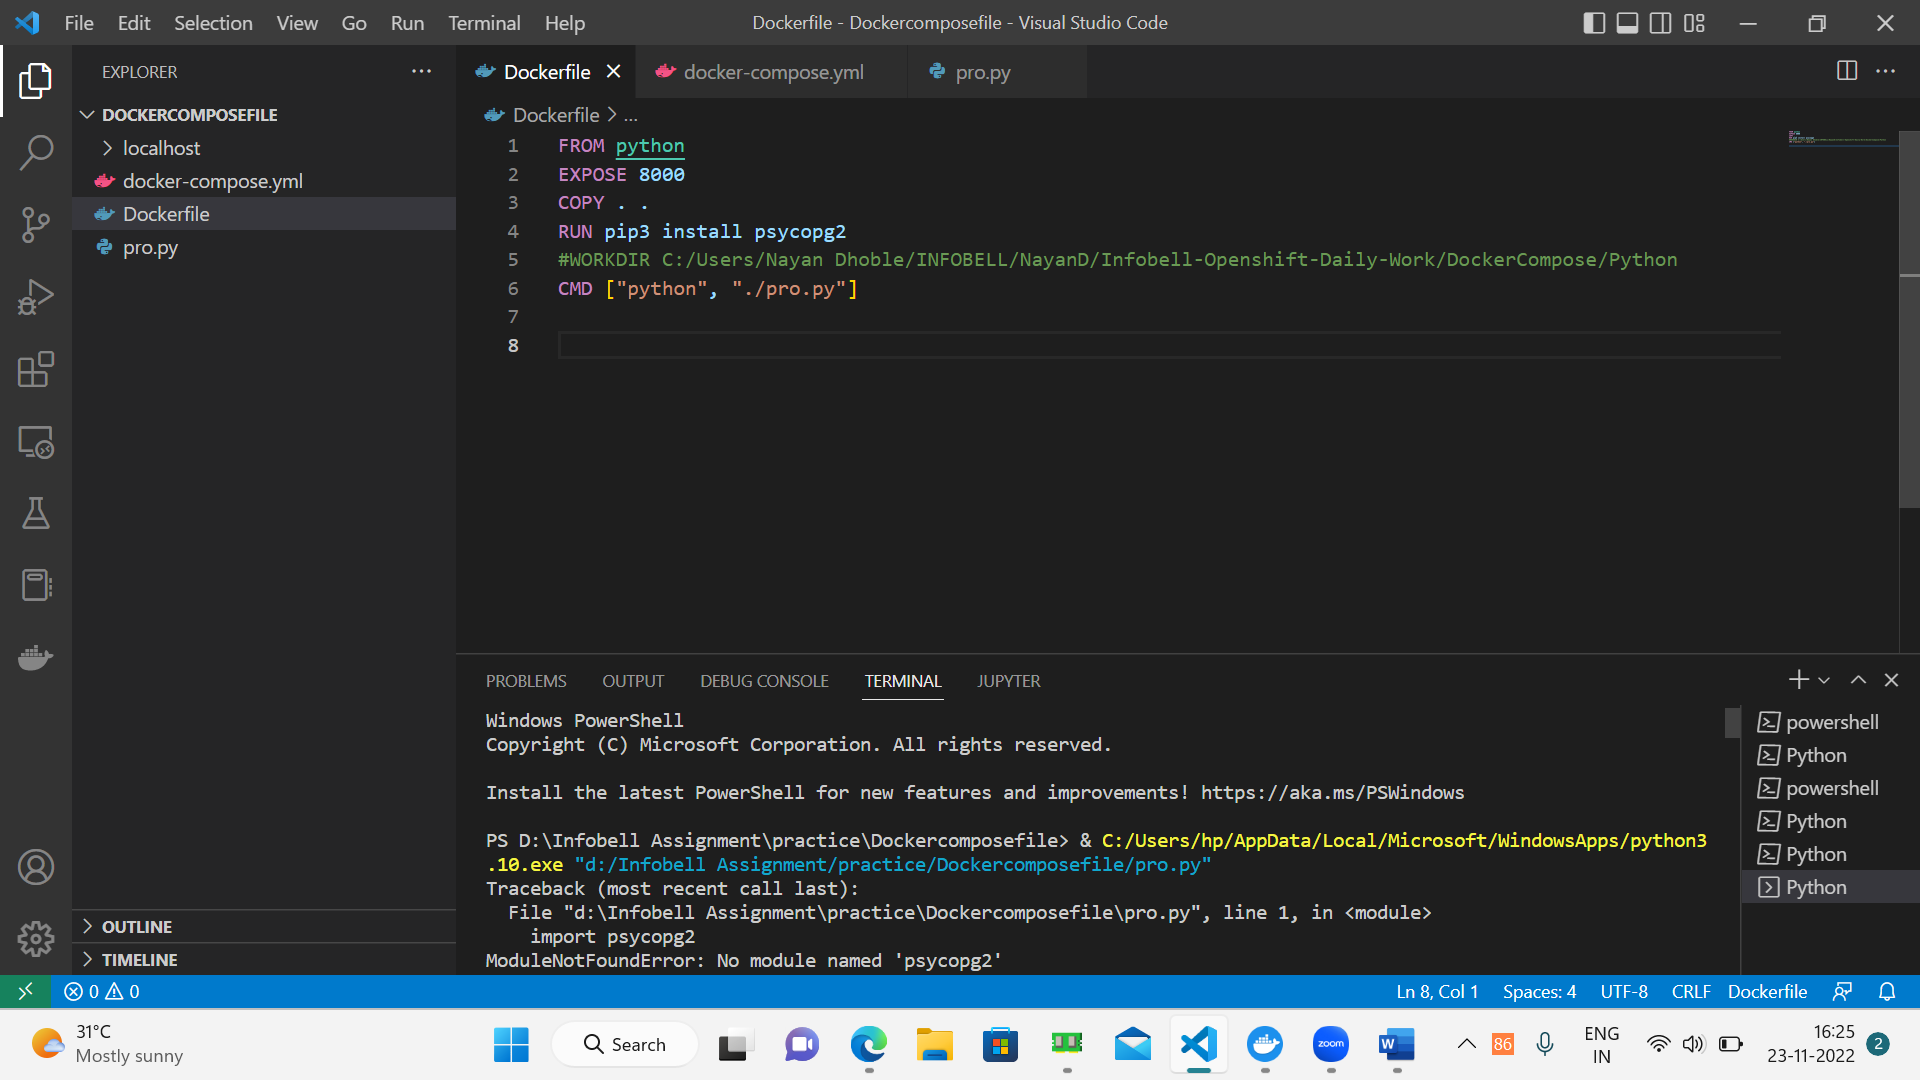 File Edit Selection View Go Run Terminal Help
Dockerfile - Dockercomposefile - Visual Studio Code
EXPLORER
DOCKERCOMPOSEFILE
localhost
docker-compose.yml
Dockerfile
pro.py
OUTLINE
TIMELINE
Dockerfile docker-compose.yml pro.py
Dockerfile > ...
1 FROM python
2 EXPOSE 8000
3 COPY . .
4 RUN pip3 install psycopg2
5 #WORKDIR C:/Users/Nayan Dhoble/INFOBELL/NayanD/Infobell-Openshift-Daily-Work/DockerCompose/Python
6 CMD ["python", "./pro.py"]
7
8
PROBLEMS OUTPUT DEBUG CONSOLE TERMINAL JUPYTER
Windows PowerShell
Copyright (C) Microsoft Corporation. All rights reserved.
Install the latest PowerShell for new features and improvements! https://aka.ms/PSWindows
PS D:\Infobell Assignment\practice\Dockercomposefile> & C:/Users/hp/AppData/Local/Microsoft/WindowsApps/python3
.10.exe "d:/Infobell Assignment/practice/Dockercomposefile/pro.py"
Traceback (most recent call last):
File "d:\Infobell Assignment\practice\Dockercomposefile\pro.py", line 1, in <module>
import psycopg2
ModuleNotFoundError: No module named 'psycopg2'
powershell
Python
powershell
Python
Python
Python
0 0
Ln 8, Col 1 Spaces: 4 UTF-8 CRLF Dockerfile
31°C
Mostly sunny
Search
zoom
W
86
ENG
IN
16:25
23-11-2022
2